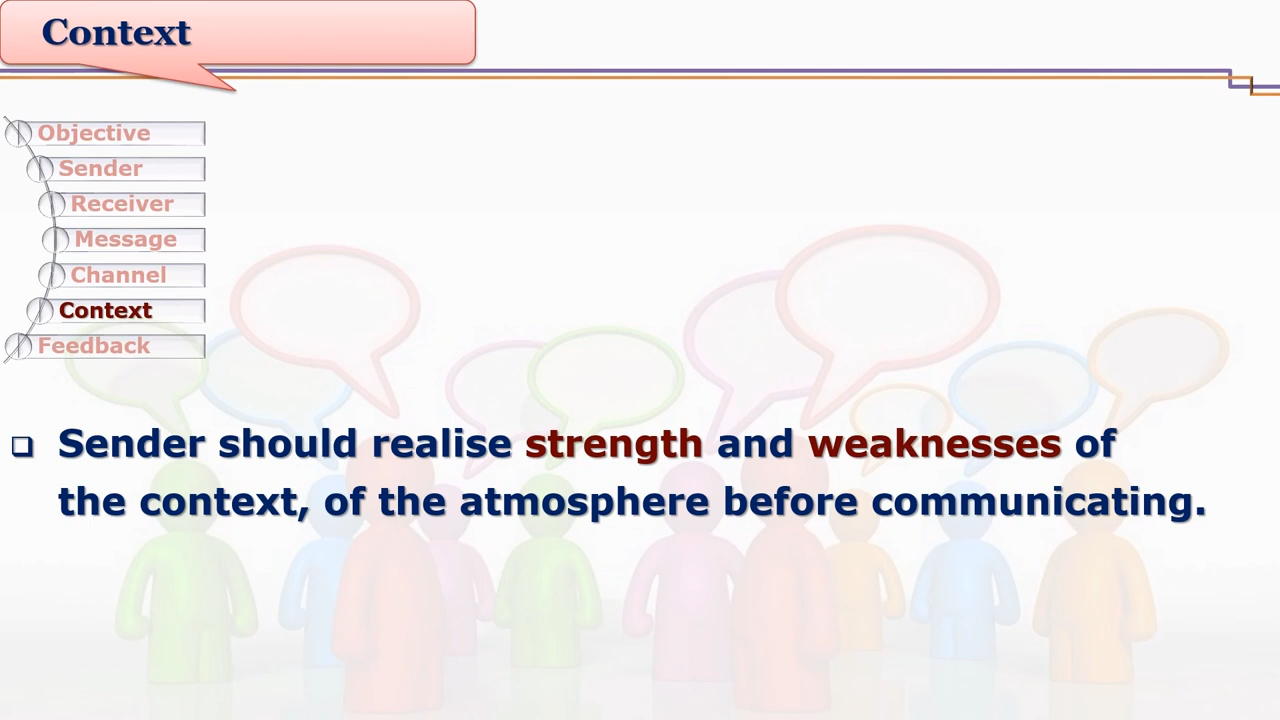 Context
Objective
Sender
Receiver
Message
Channel
Context
Feedback
Sender should realise strength and weaknesses of
the context, of the atmosphere before communicating.